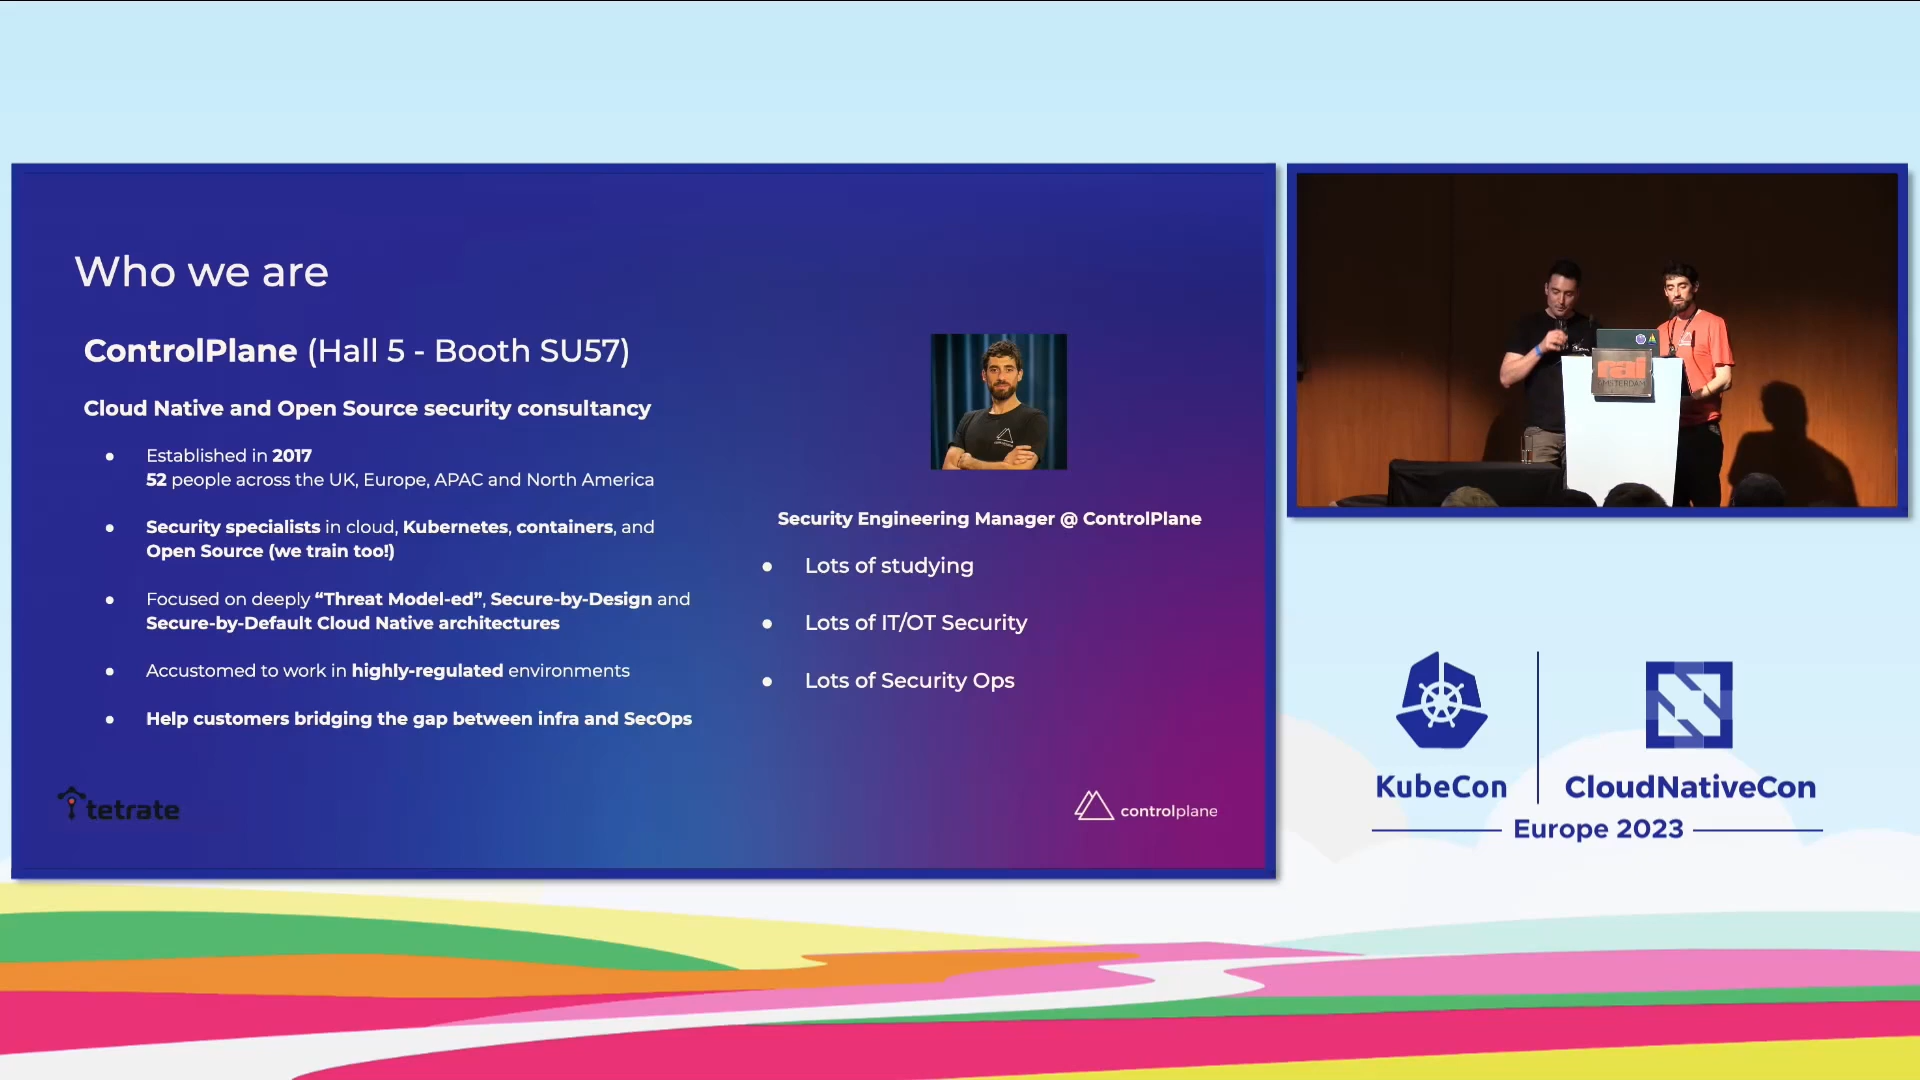 Who we are
ControlPlane (Hall 5 - Booth SU57)
Cloud Native and Open Source security consultancy
● Established in 2017
52 people across the UK, Europe, APAC and North America
● Security specialists in cloud, Kubernetes, containers, and
Open Source (we train too!)
● Focused on deeply “Threat Model-ed”, Secure-by-Design and
Secure-by-Default Cloud Native architectures
● Accustomed to work in highly-regulated environments
● Help customers bridging the gap between infra and SecOps
Security Engineering Manager @ ControlPlane
● Lots of studying
● Lots of IT/OT Security
● Lots of Security Ops
tetrate
controlplane
rai
AMSTERDAM
KubeCon
CloudNativeCon
Europe 2023